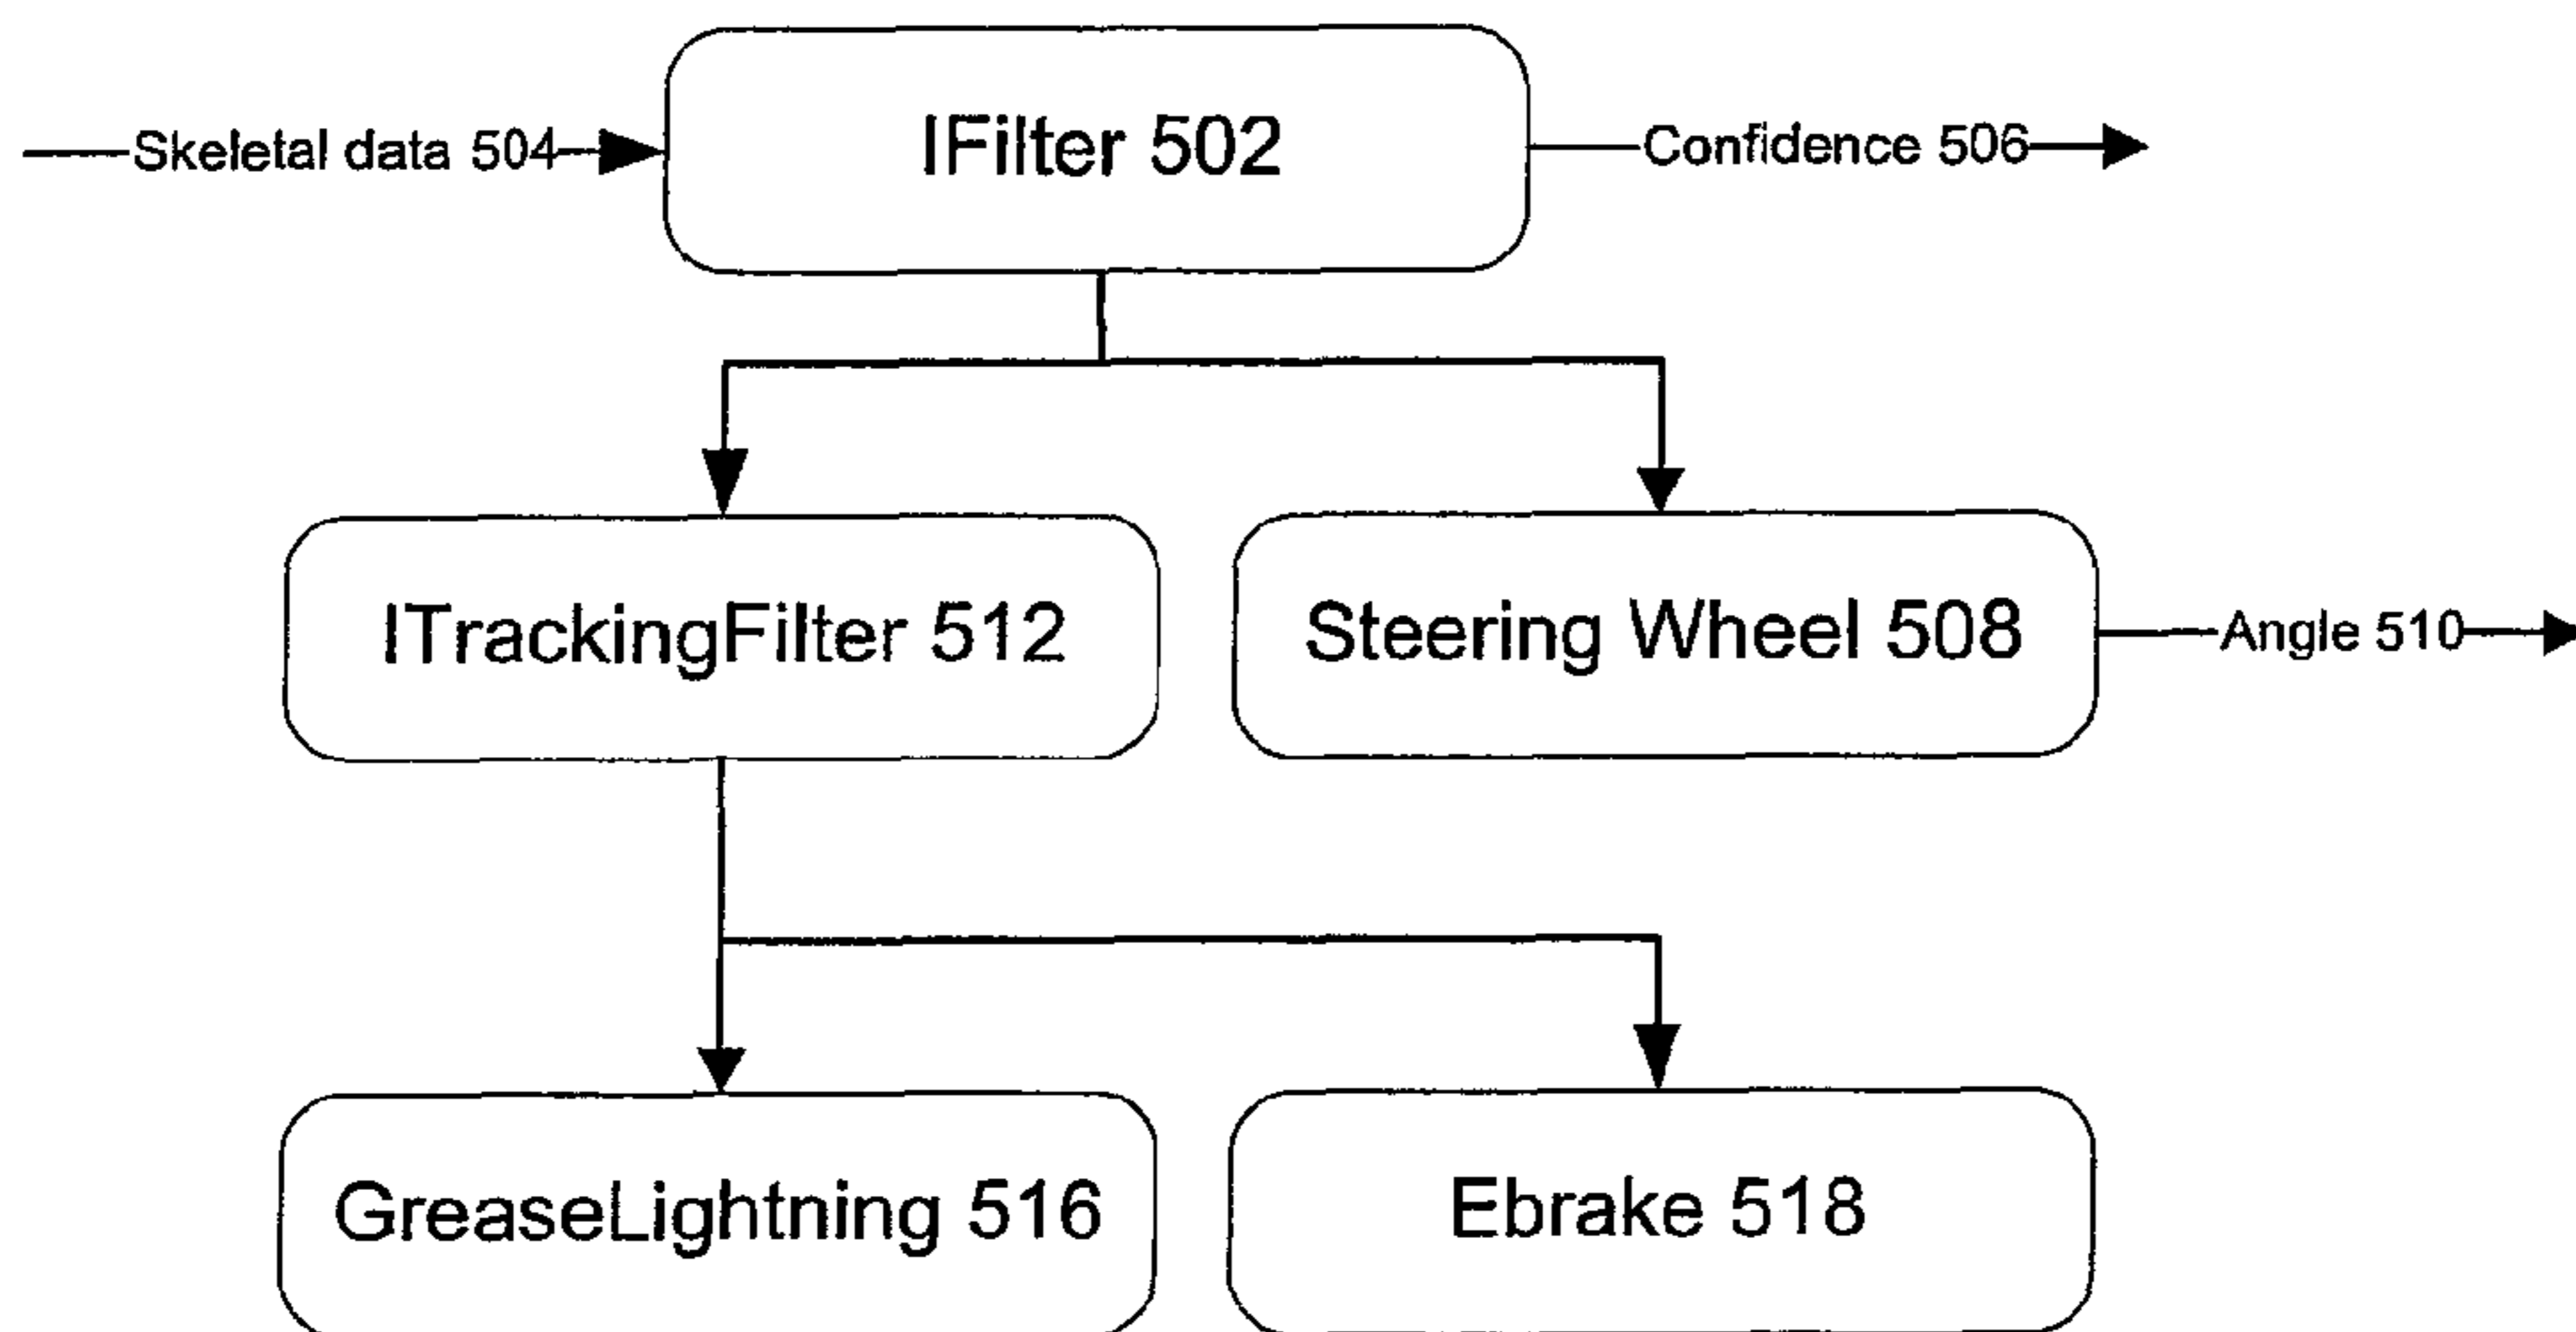 Skeletal data 504
IFilter 502
Confidence 506
ITrackingFilter 512
Steering Wheel 508
Angle 510
GreaseLightning 516
Ebrake 518